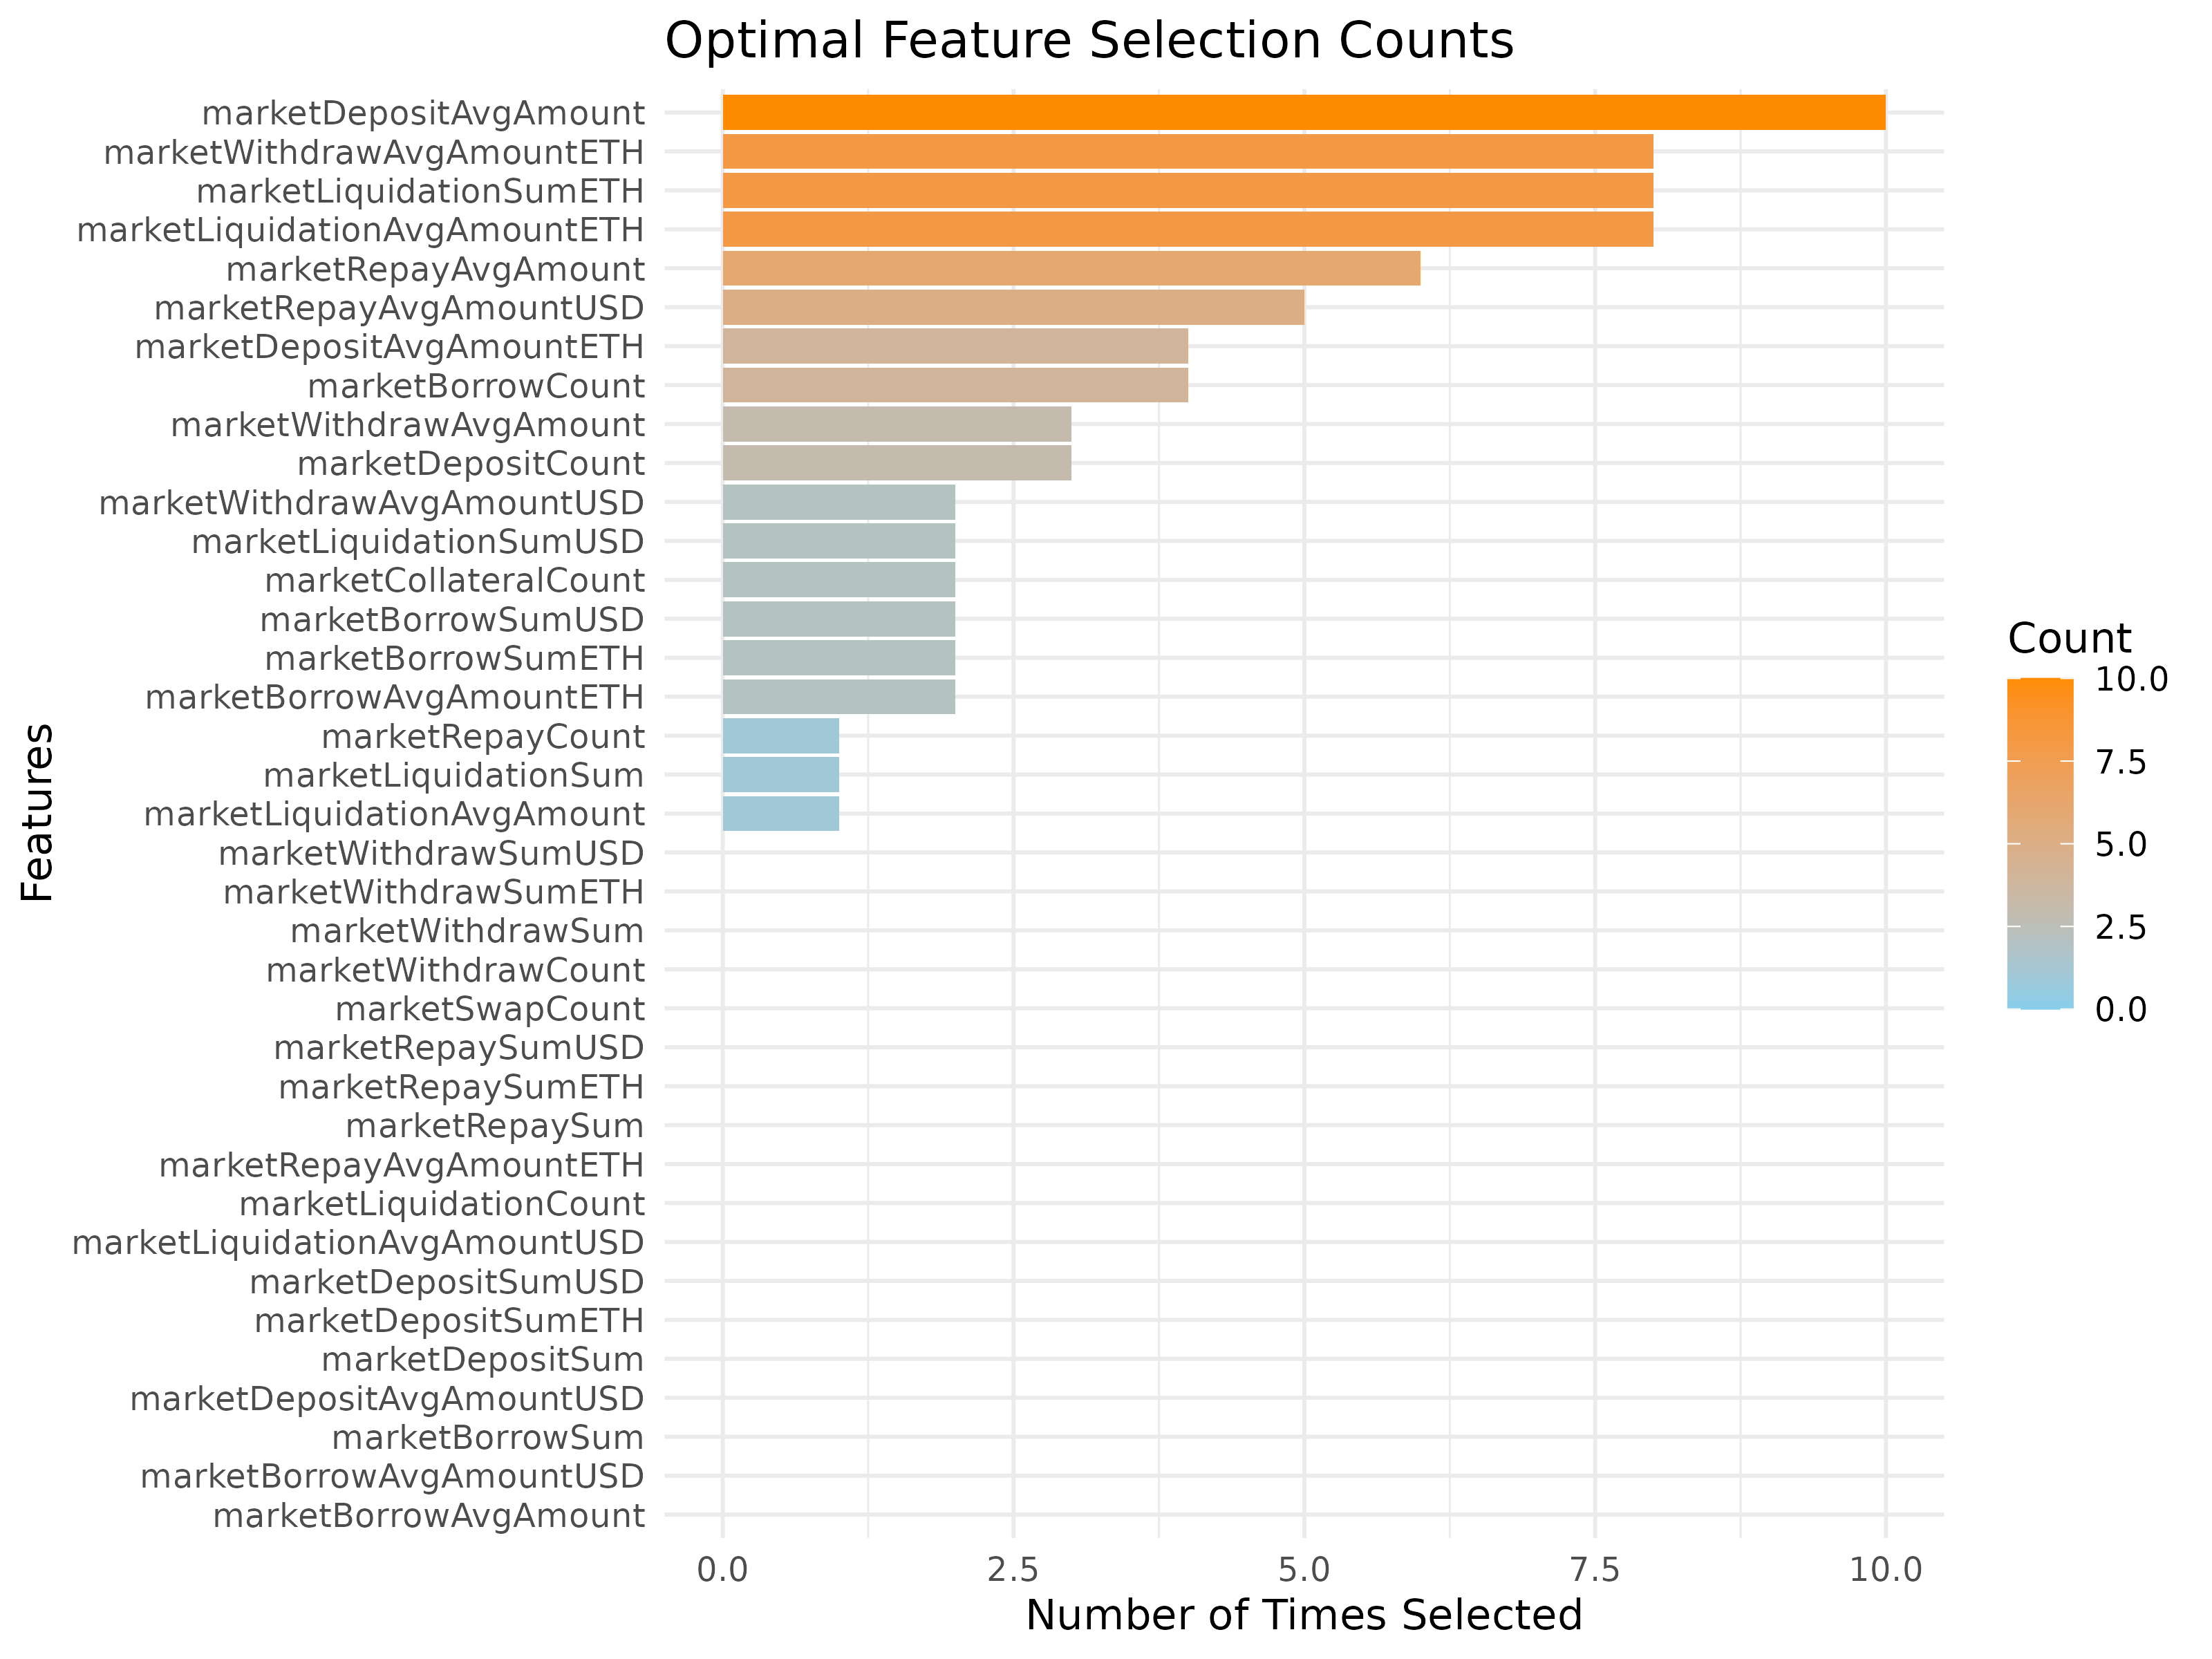 Optimal Feature Selection Counts
marketDepositAvgAmount
marketWithdrawAvgAmountETH
marketLiquidationSumETH
marketLiquidationAvgAmountETH
marketRepayAvgAmount
marketRepayAvgAmountUSD
marketDepositAvgAmountETH
marketBorrowCount
marketWithdrawAvgAmount
marketDepositCount
marketWithdrawAvgAmountUSD
marketLiquidationSumUSD
marketCollateralCount
marketBorrowSumUSD
marketBorrowSumETH
marketBorrowAvgAmountETH
marketRepayCount
marketLiquidationSum
marketLiquidationAvgAmount
marketWithdrawSumUSD
marketWithdrawSumETH
marketWithdrawSum
marketWithdrawCount
marketSwapCount
marketRepaySumUSD
marketRepaySumETH
marketRepaySum
marketRepayAvgAmountETH
marketLiquidationCount
marketLiquidationAvgAmountUSD
marketDepositSumUSD
marketDepositSumETH
marketDepositSum
marketDepositAvgAmountUSD
marketBorrowSum
marketBorrowAvgAmountUSD
marketBorrowAvgAmount
Features
0.0 2.5 5.0 7.5 10.0
Number of Times Selected
Count
10.0
7.5
5.0
2.5
0.0